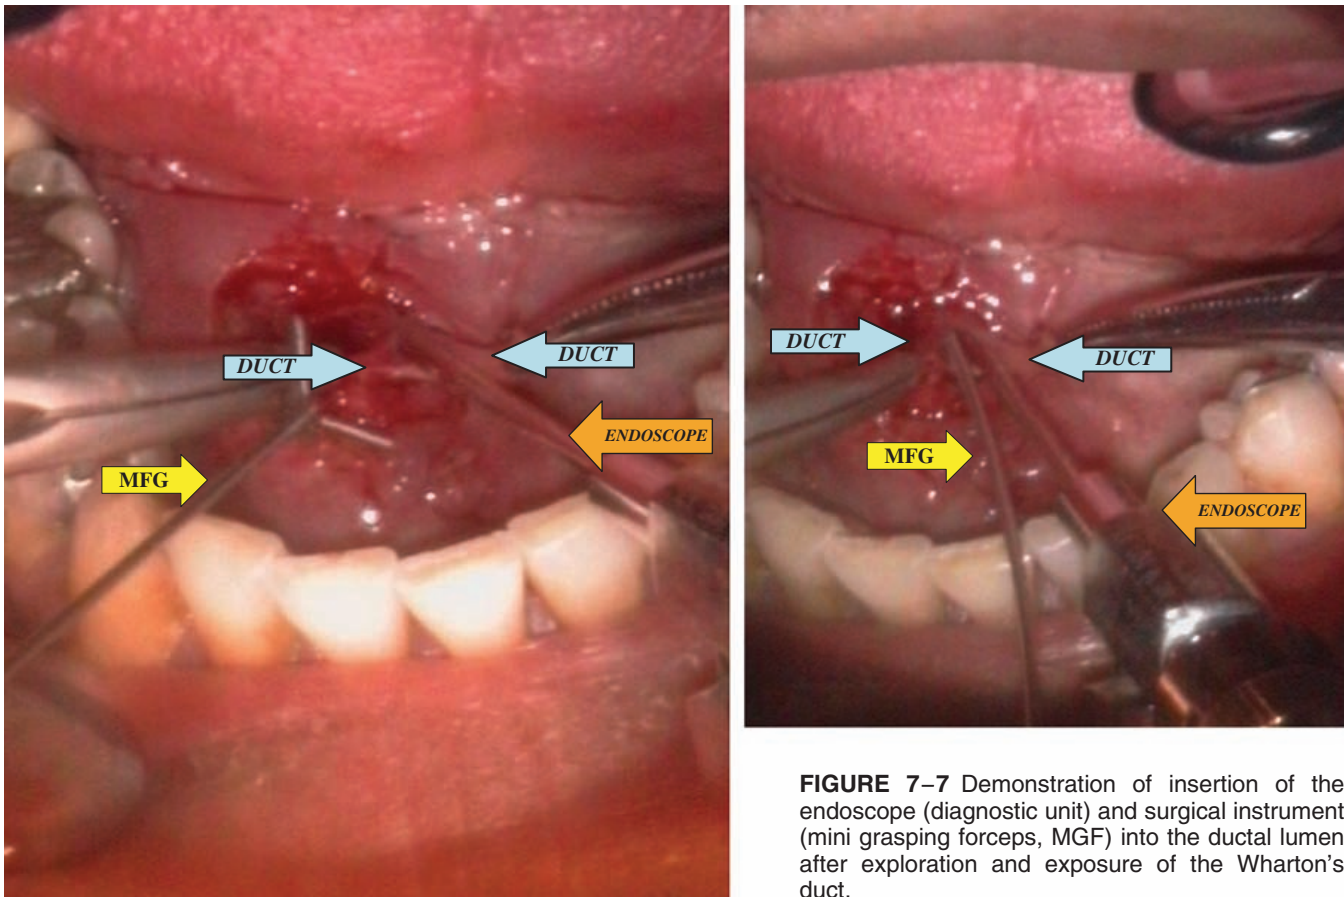 DUCT
DUCT
ENDOSCOPE
MFG
DUCT
DUCT
MFG
ENDOSCOPE
FIGURE 7–7 Demonstration of insertion of the
endoscope (diagnostic unit) and surgical instrument
(mini grasping forceps, MGF) into the ductal lumen
after exploration and exposure of the Wharton's
duct.